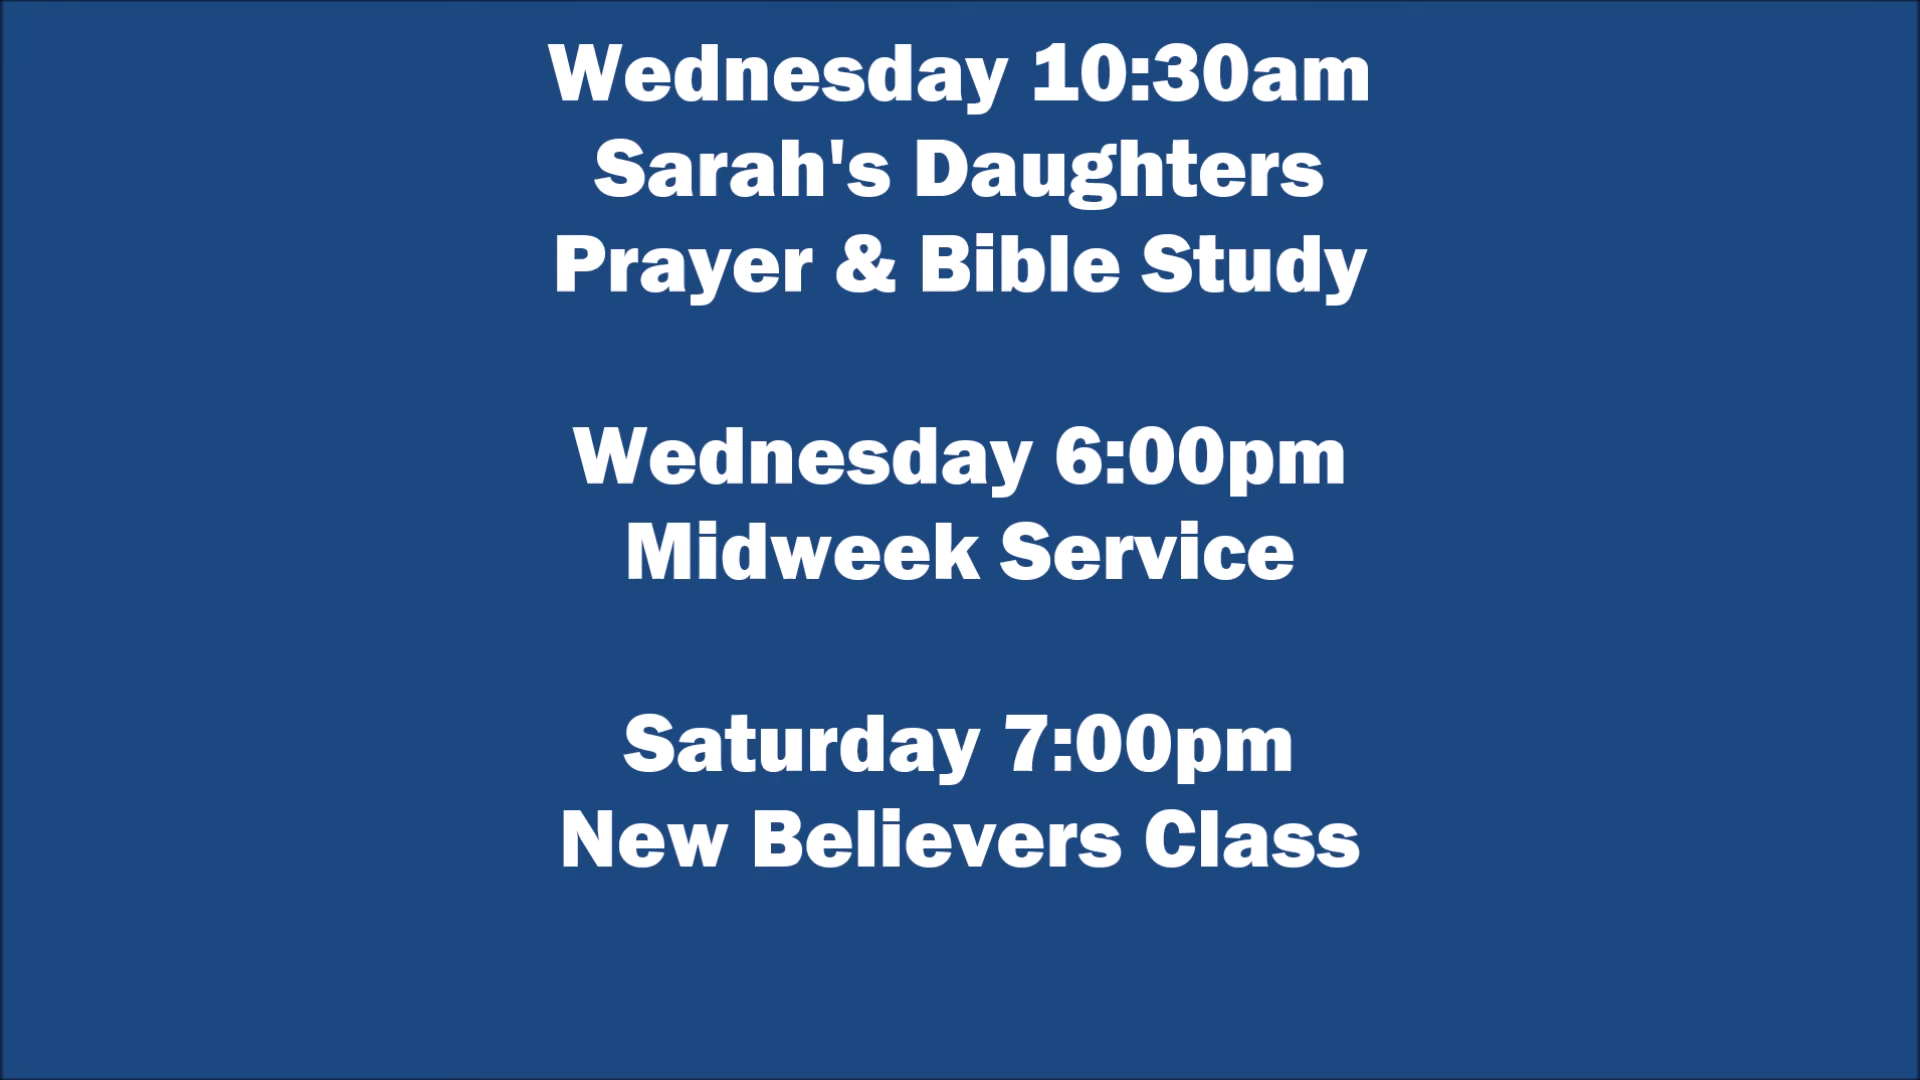 Wednesday 10:30am
Sarah's Daughters
Prayer & Bible Study
Wednesday 6:00pm
Midweek Service
Saturday 7:00pm
New Believers Class